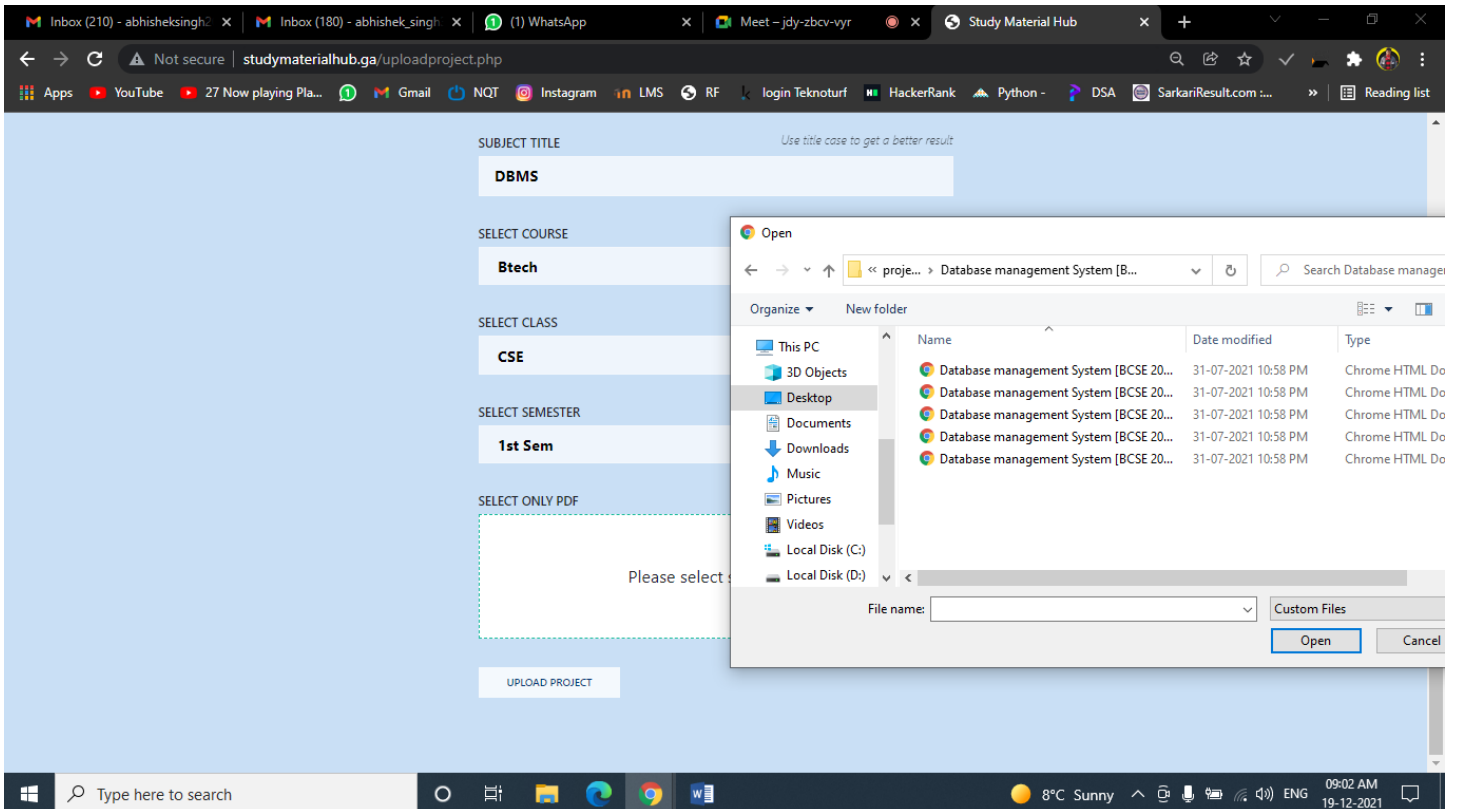 Inbox (210) - abhisheksingh2
Inbox (180) - abhishek_singh
(1) WhatsApp
Meet – jdy-zbcv-vyr
Study Material Hub
Not secure | studymaterialhub.ga/uploadproject.php
Apps
YouTube
27 Now playing Pla...
Gmail
NQT
Instagram
LMS
RF
login Teknoturf
HackerRank
Python -
DSA
SarkariResult.com :...
»
Reading list
SUBJECT TITLE
Use title case to get a better result
DBMS
SELECT COURSE
Btech
SELECT CLASS
CSE
SELECT SEMESTER
1st Sem
SELECT ONLY PDF
Please select
UPLOAD PROJECT
Open
« proje... › Database management System [B...
Search Database manage
Organize
New folder
This PC
3D Objects
Desktop
Documents
Downloads
Music
Pictures
Videos
Local Disk (C:)
Local Disk (D:)
Name Date modified Type
Database management System [BCSE 20... 31-07-2021 10:58 PM Chrome HTML Do
Database management System [BCSE 20... 31-07-2021 10:58 PM Chrome HTML Do
Database management System [BCSE 20... 31-07-2021 10:58 PM Chrome HTML Do
Database management System [BCSE 20... 31-07-2021 10:58 PM Chrome HTML Do
Database management System [BCSE 20... 31-07-2021 10:58 PM Chrome HTML Do
File name:
Custom Files
Open
Cancel
Type here to search
8°C Sunny
ENG
09:02 AM
19-12-2021